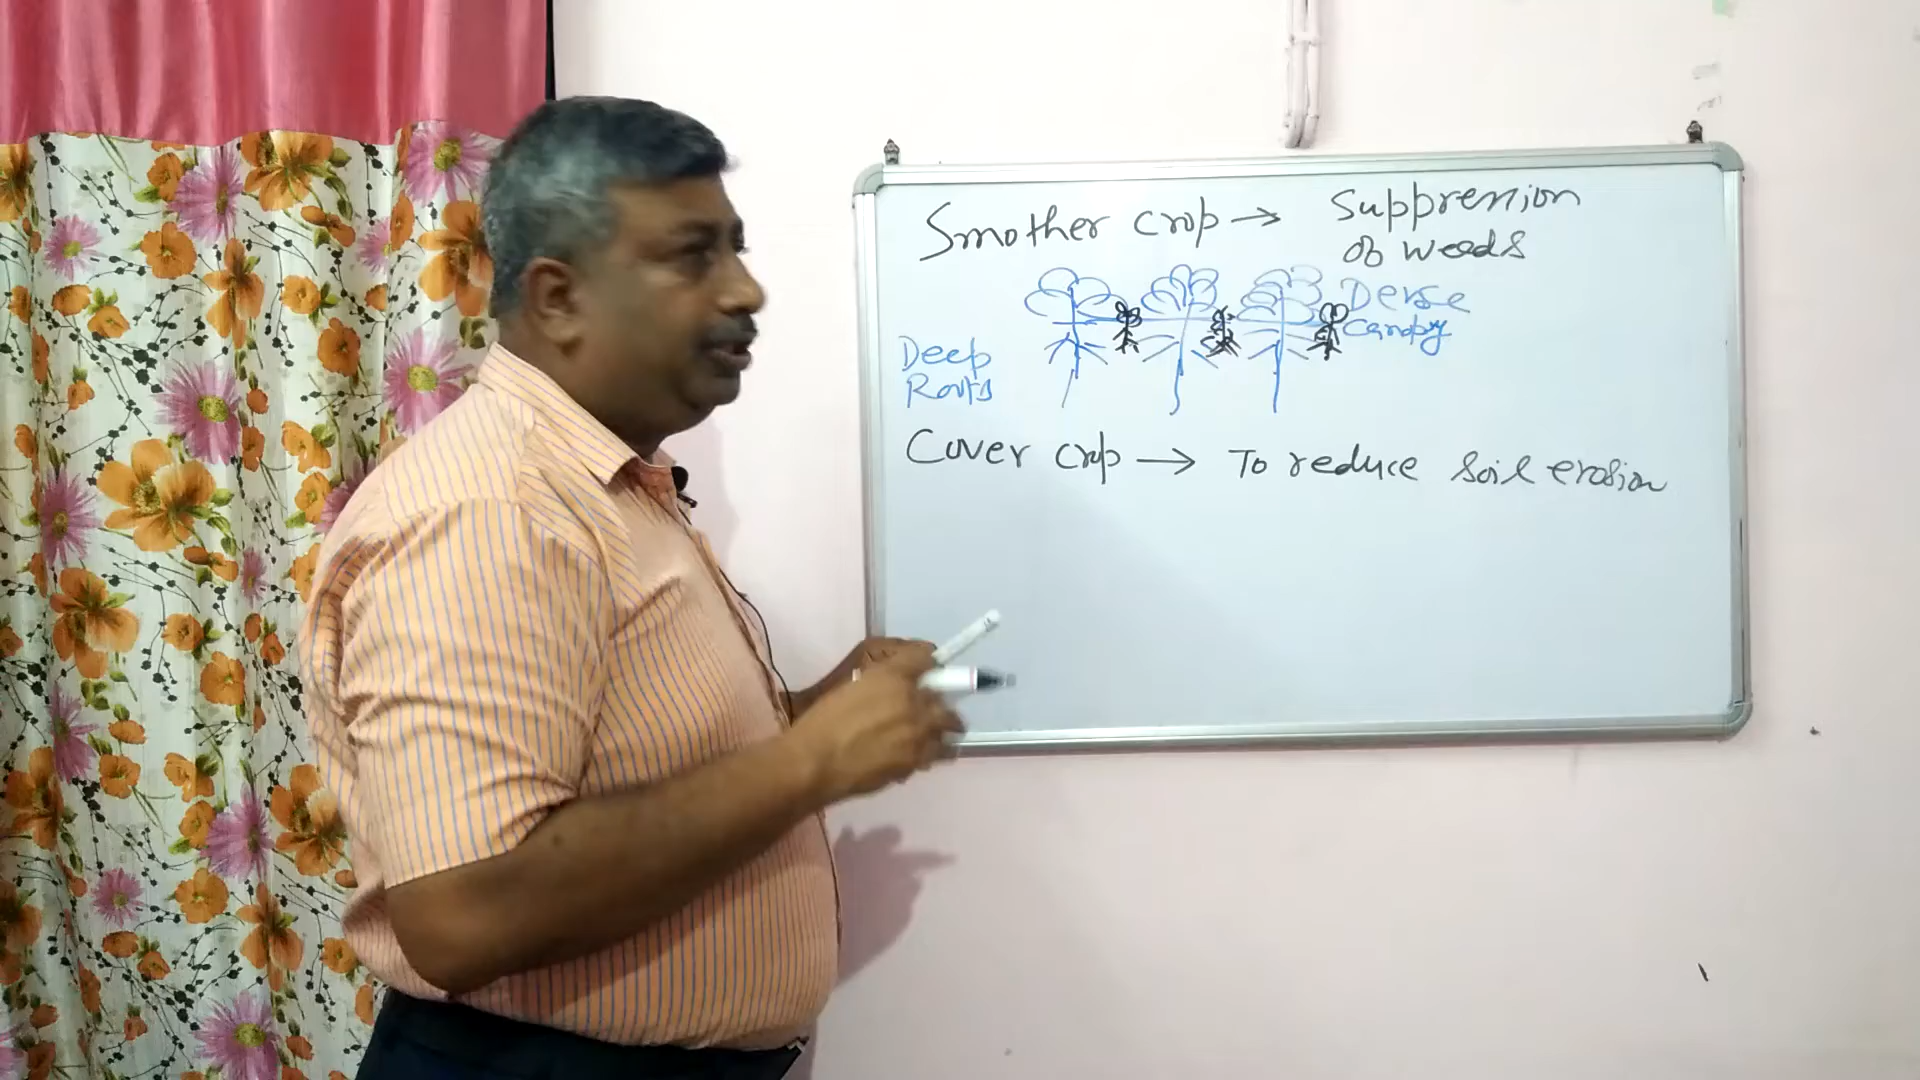 Smother crop → Suppression
of weeds
Dense
Canopy
Deep
Roots
Cover crop → To reduce soil erosion